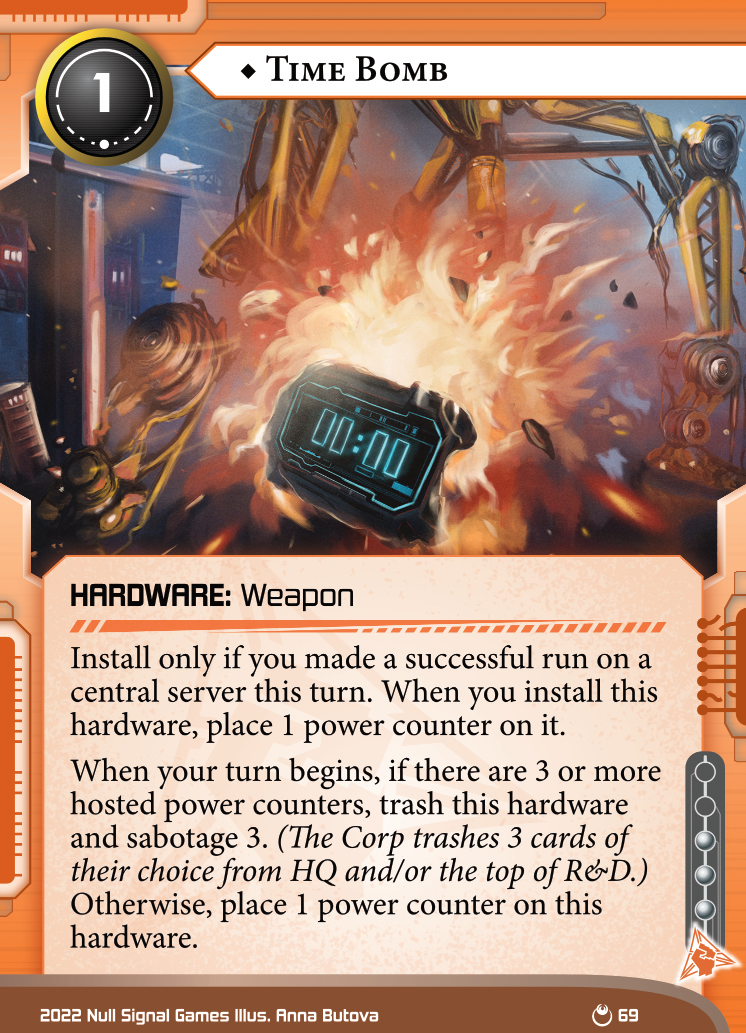 1
◆ Time Bomb
00:00
HARDWARE: Weapon
Install only if you made a successful run on a
central server this turn. When you install this
hardware, place 1 power counter on it.
When your turn begins, if there are 3 or more
hosted power counters, trash this hardware
and sabotage 3. (The Corp trashes 3 cards of
their choice from HQ and/or the top of R&D.)
Otherwise, place 1 power counter on this
hardware.
2022 Null Signal Games Illus. Anna Butova
69